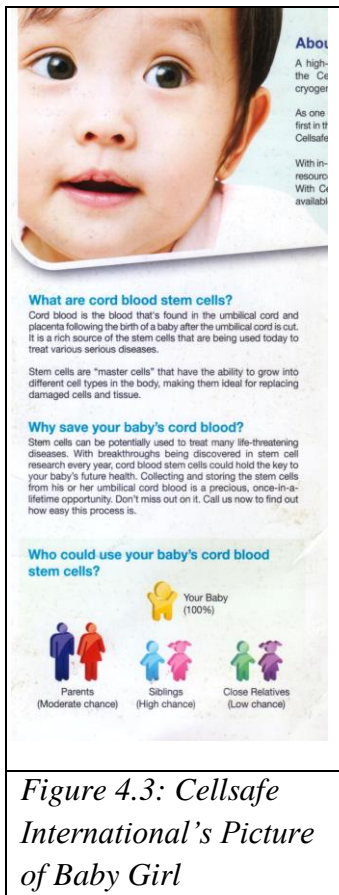 Abou
A high-
the Ce
cryoger
As one
first in th
Cellsafe
With in-
resourc
With Ce
availabl
What are cord blood stem cells?
Cord blood is the blood that's found in the umbilical cord and
placenta following the birth of a baby after the umbilical cord is cut.
It is a rich source of the stem cells that are being used today to
treat various serious diseases.
Stem cells are "master cells" that have the ability to grow into
different cell types in the body, making them ideal for replacing
damaged cells and tissue.
Why save your baby's cord blood?
Stem cells can be potentially used to treat many life-threatening
diseases. With breakthroughs being discovered in stem cell
research every year, cord blood stem cells could hold the key to
your baby's future health. Collecting and storing the stem cells
from his or her umbilical cord blood is a precious, once-in-a-
lifetime opportunity. Don't miss out on it. Call us now to find out
how easy this process is.
Who could use your baby's cord blood
stem cells?
Your Baby
(100%)
Parents
(Moderate chance)
Siblings
(High chance)
Close Relatives
(Low chance)
Figure 4.3: Cellsafe
International's Picture
of Baby Girl